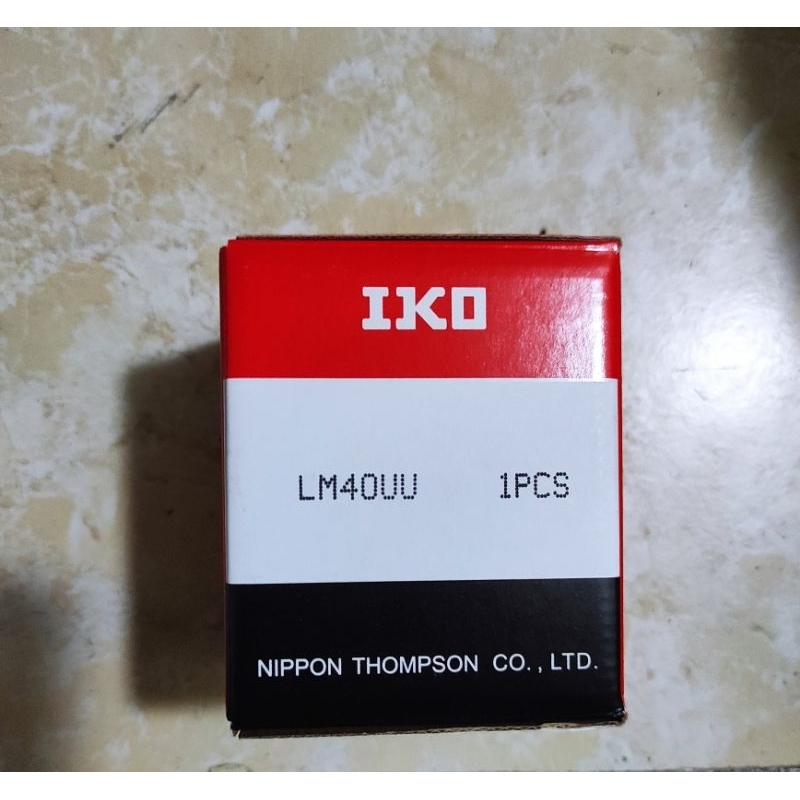 IKO
LM40UU 1PCS
NIPPON THOMPSON CO., LTD.